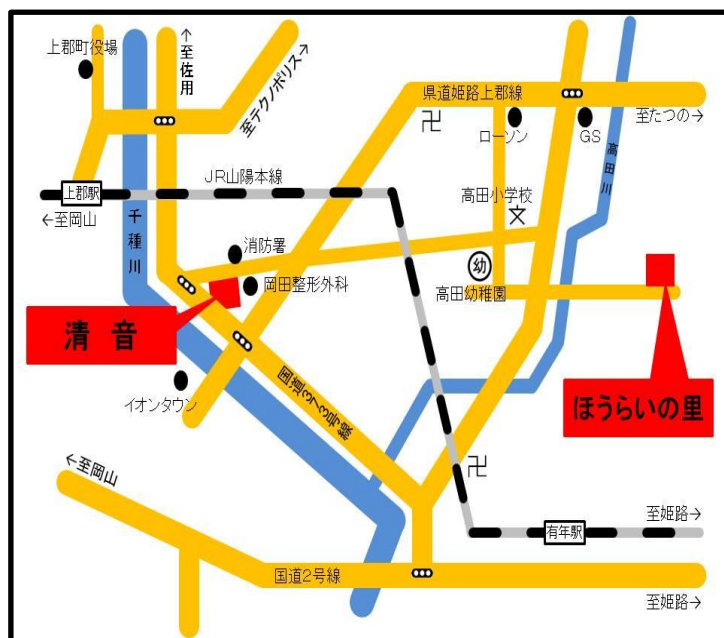 上郡町役場
↑至佐用
至テクノポリス→
県道姫路上郡線
卍
ローソン
GS
至たつの→
高田川
上郡駅
JR山陽本線
←至岡山
千種川
高田小学校
文
消防署
岡田整形外科
幼
高田幼稚園
清音
ほうらいの里
イオンタウン
国道373号線
卍
←至岡山
有年駅
至姫路→
国道2号線
至姫路→